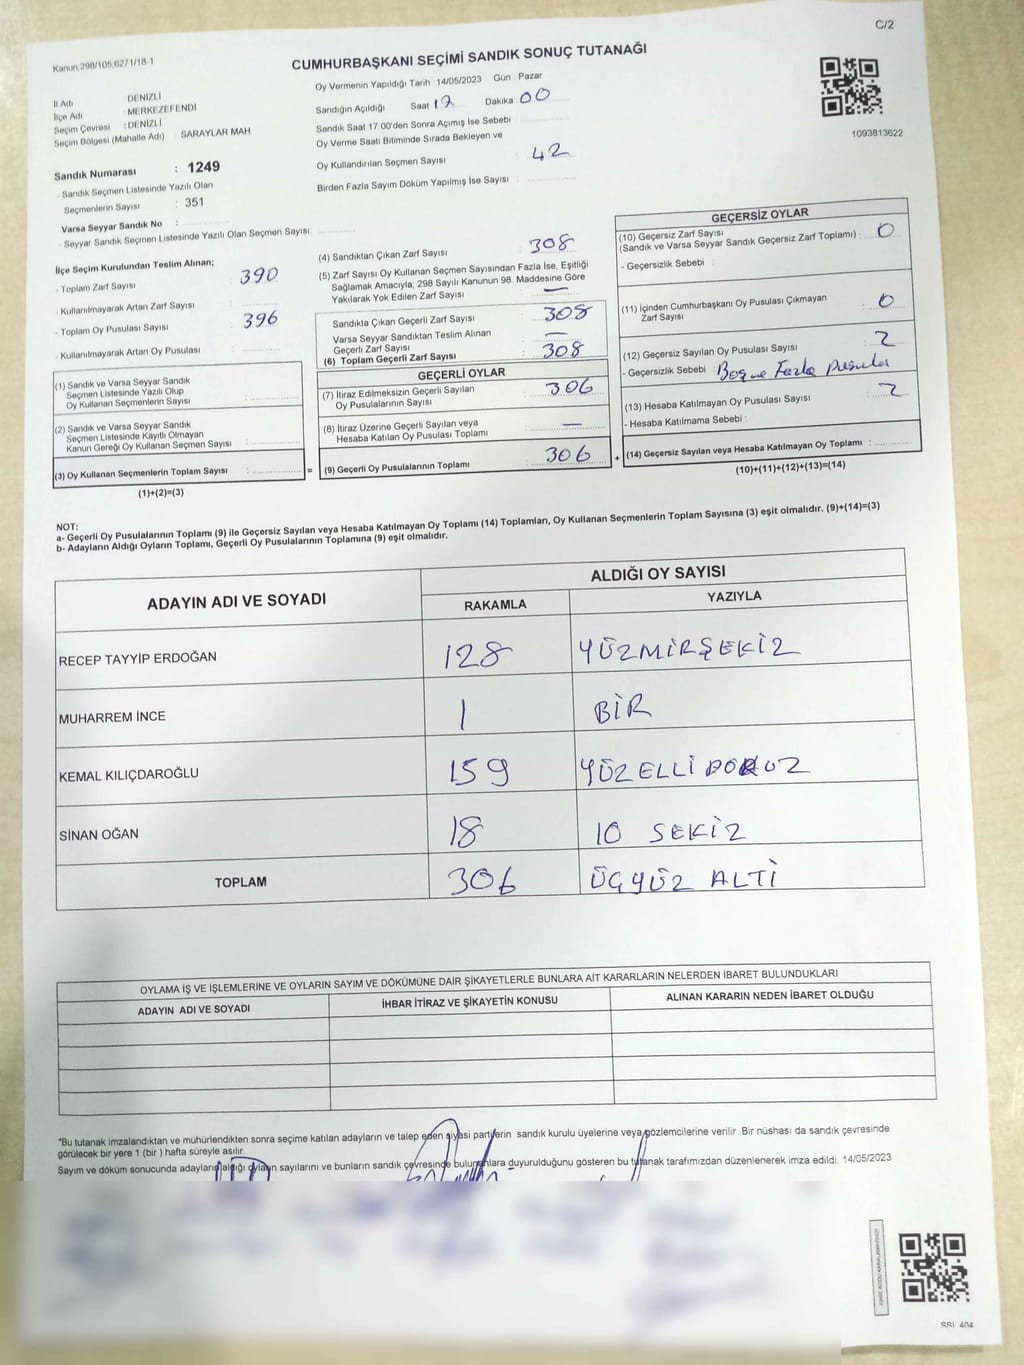 C/2
Kanun 298/105,6271/18-1
CUMHURBAŞKANI SEÇİMİ SANDIK SONUÇ TUTANAĞI
1093813622
İl Adı DENİZLİ
İlçe Adı MERKEZEFENDİ
Seçim Çevresi : DENİZLİ
Seçim Bölgesi (Mahalle Adı) : SARAYLAR MAH
Sandık Numarası : 1249
- Sandık Seçmen Listesinde Yazılı Olan
Seçmenlerin Sayısı : 351
Varsa Seyyar Sandık No :
- Seyyar Sandık Seçmen Listesinde Yazılı Olan Seçmen Sayısı:
Oy Vermenin Yapıldığı Tarih 14/05/2023 Gün : Pazar
Sandığın Açıldığı Saat 17 Dakika 00
Sandık Saat 17 00'den Sonra Açımış İse Sebebi :
Oy Verme Saati Bitiminde Sırada Bekleyen ve
Oy Kullandırılan Seçmen Sayısı : 42
Birden Fazla Sayım Döküm Yapılmış İse Sayısı :
İlçe Seçim Kurulundan Teslim Alınan;
- Toplam Zarf Sayısı : 390
- Kullanılmayarak Artan Zarf Sayısı :
- Toplam Oy Pusulası Sayısı : 396
- Kullanılmayarak Artan Oy Pusulası :
(1) Sandık ve Varsa Seyyar Sandık
Seçmen Listesinde Yazılı Olup
Oy Kullanan Seçmenlerin Sayısı :
(2) Sandık ve Varsa Seyyar Sandık
Seçmen Listesinde Kayıtlı Olmayan
Kanun Gereği Oy Kullanan Seçmen Sayısı :
(3) Oy Kullanan Seçmenlerin Toplam Sayısı : =
(1)+(2)=(3)
(4) Sandıktan Çıkan Zarf Sayısı : 308
(5) Zarf Sayısı Oy Kullanan Seçmen Sayısından Fazla İse, Eşitliği
Sağlamak Amacıyla; 298 Sayılı Kanunun 98. Maddesine Göre
Yakılarak Yok Edilen Zarf Sayısı : —
Sandıkta Çıkan Geçerli Zarf Sayısı : 308
Varsa Seyyar Sandıktan Teslim Alınan
Geçerli Zarf Sayısı : —
(6) Toplam Geçerli Zarf Sayısı : 308
GEÇERLİ OYLAR
(7) İtiraz Edilmeksizin Geçerli Sayılan
Oy Pusulalarının Sayısı : 306
(8) İtiraz Üzerine Geçerli Sayılan veya
Hesaba Katılan Oy Pusulası Toplamı : —
(9) Geçerli Oy Pusulalarının Toplamı : 306 +
GEÇERSİZ OYLAR
(10) Geçersiz Zarf Sayısı
(Sandık ve Varsa Seyyar Sandık Geçersiz Zarf Toplamı) : 0
- Geçersizlik Sebebi :
(11) İçinden Cumhurbaşkanı Oy Pusulası Çıkmayan
Zarf Sayısı : 0
(12) Geçersiz Sayılan Oy Pusulası Sayısı : 2
- Geçersizlik Sebebi : Boş ve Fazla Pusula
(13) Hesaba Katılmayan Oy Pusulası Sayısı : 2
- Hesaba Katılmama Sebebi :
(14) Geçersiz Sayılan veya Hesaba Katılmayan Oy Toplamı :
(10)+(11)+(12)+(13)=(14)
NOT:
a- Geçerli Oy Pusulalarının Toplamı (9) ile Geçersiz Sayılan veya Hesaba Katılmayan Oy Toplamı (14) Toplamları, Oy Kullanan Seçmenlerin Toplam Sayısına (3) eşit olmalıdır. (9)+(14)=(3)
b- Adayların Aldığı Oyların Toplamı, Geçerli Oy Pusulalarının Toplamına (9) eşit olmalıdır.
ADAYIN ADI VE SOYADI
ALDIĞI OY SAYISI
RAKAMLA YAZIYLA
RECEP TAYYİP ERDOĞAN 128 YÜZMİRŞEKİZ
MUHARREM İNCE 1 BİR
KEMAL KILIÇDAROĞLU 159 YÜZELLİDOKUZ
SİNAN OĞAN 18 10 SEKİZ
TOPLAM 306 ÜÇYÜZ ALTI
OYLAMA İŞ VE İŞLEMLERİNE VE OYLARIN SAYIM VE DÖKÜMÜNE DAİR ŞİKAYETLERLE BUNLARA AİT KARARLARIN NELERDEN İBARET BULUNDUKLARI
ADAYIN ADI VE SOYADI İHBAR İTİRAZ VE ŞİKAYETİN KONUSU ALINAN KARARIN NEDEN İBARET OLDUĞU
*Bu tutanak imzalandıktan ve mühürlendikten sonra seçime katılan adayların ve talep eden siyasi partilerin sandık kurulu üyelerine veya gözlemcilerine verilir .Bir nüshası da sandık çevresinde
görülecek bir yere 1 (bir ) hafta süreyle asılır.
Sayım ve döküm sonucunda adayların aldığı oyların sayılarını ve bunların sandık çevresinde bulunanlara duyurulduğunu gösteren bu tutanak tarafımızdan düzenlenerek imza edildi. 14/05/2023